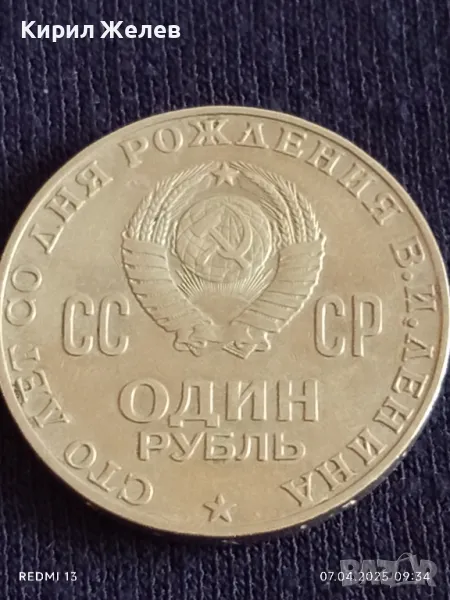 Кирил Желев
СТО ЛЕТ СО ДНЯ РОЖДЕНИЯ В.И.ЛЕНИНА
СС СР
ОДИН
РУБЛЬ
REDMI 13
07.04.2025 09:34
BAZAR